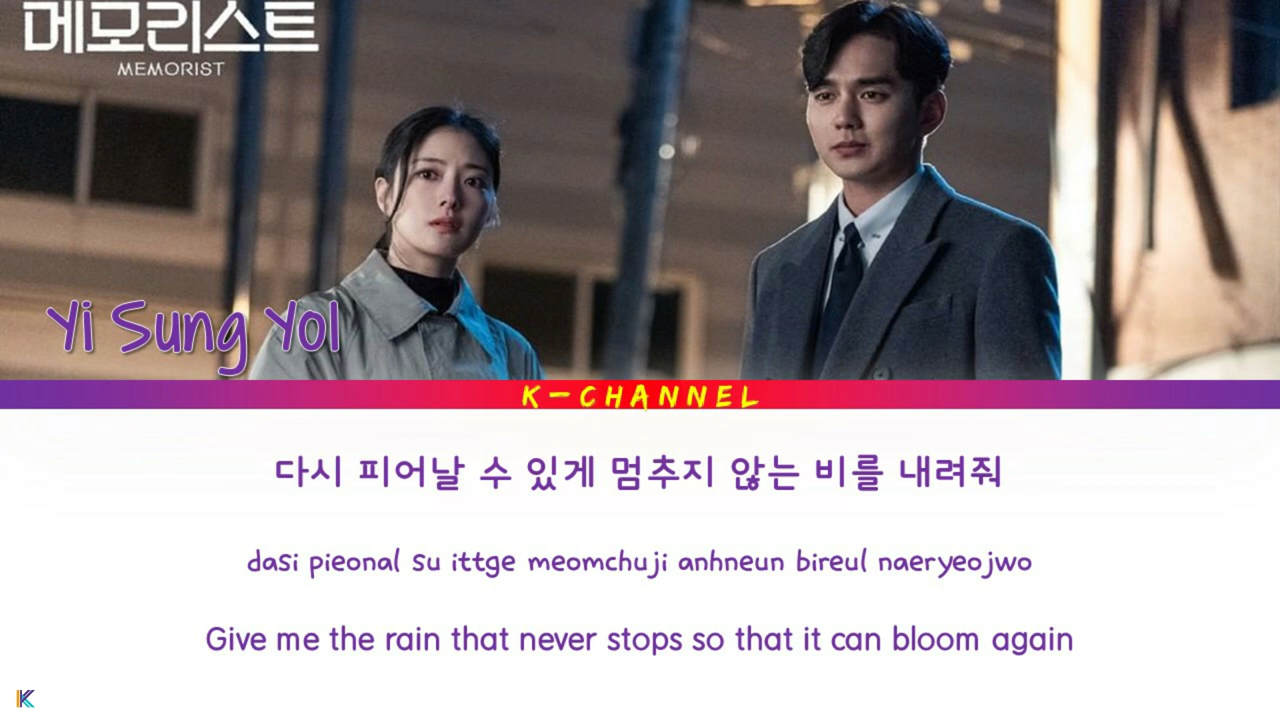 메모리스트
MEMORIST
Yi Sung Yol
K-CHANNEL
다시 피어날 수 있게 멈추지 않는 비를 내려줘
dasi pieonal su ittge meomchuji anhneun bireul naeryeojwo
Give me the rain that never stops so that it can bloom again
K